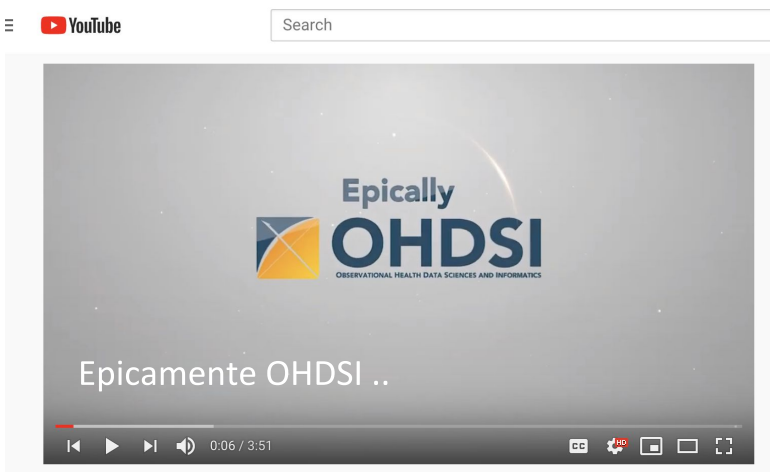 YouTube
Search
Epically
OHDSI
OBSERVATIONAL HEALTH DATA SCIENCES AND INFORMATICS
Epicamente OHDSI ..
0:06 / 3:51
CC
HD